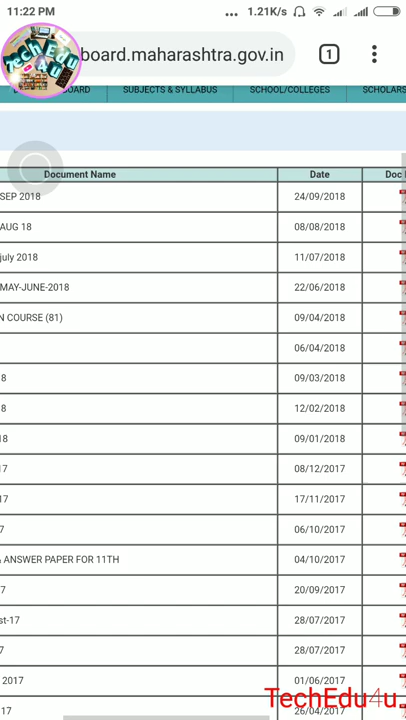 11:22 PM ... 1.21K/s
Tech Edu
4U
board.maharashtra.gov.in 1
BOARD SUBJECTS & SYLLABUS SCHOOL/COLLEGES SCHOLARS
Document Name Date Doc
SEP 2018 24/09/2018
AUG 18 08/08/2018
july 2018 11/07/2018
MAY-JUNE-2018 22/06/2018
N COURSE (81) 09/04/2018
06/04/2018
8 09/03/2018
8 12/02/2018
18 09/01/2018
17 08/12/2017
17 17/11/2017
7 06/10/2017
ANSWER PAPER FOR 11TH 04/10/2017
7 20/09/2017
st-17 28/07/2017
7 28/07/2017
2017 01/06/2017
17 26/04/2017
TechEdu4u